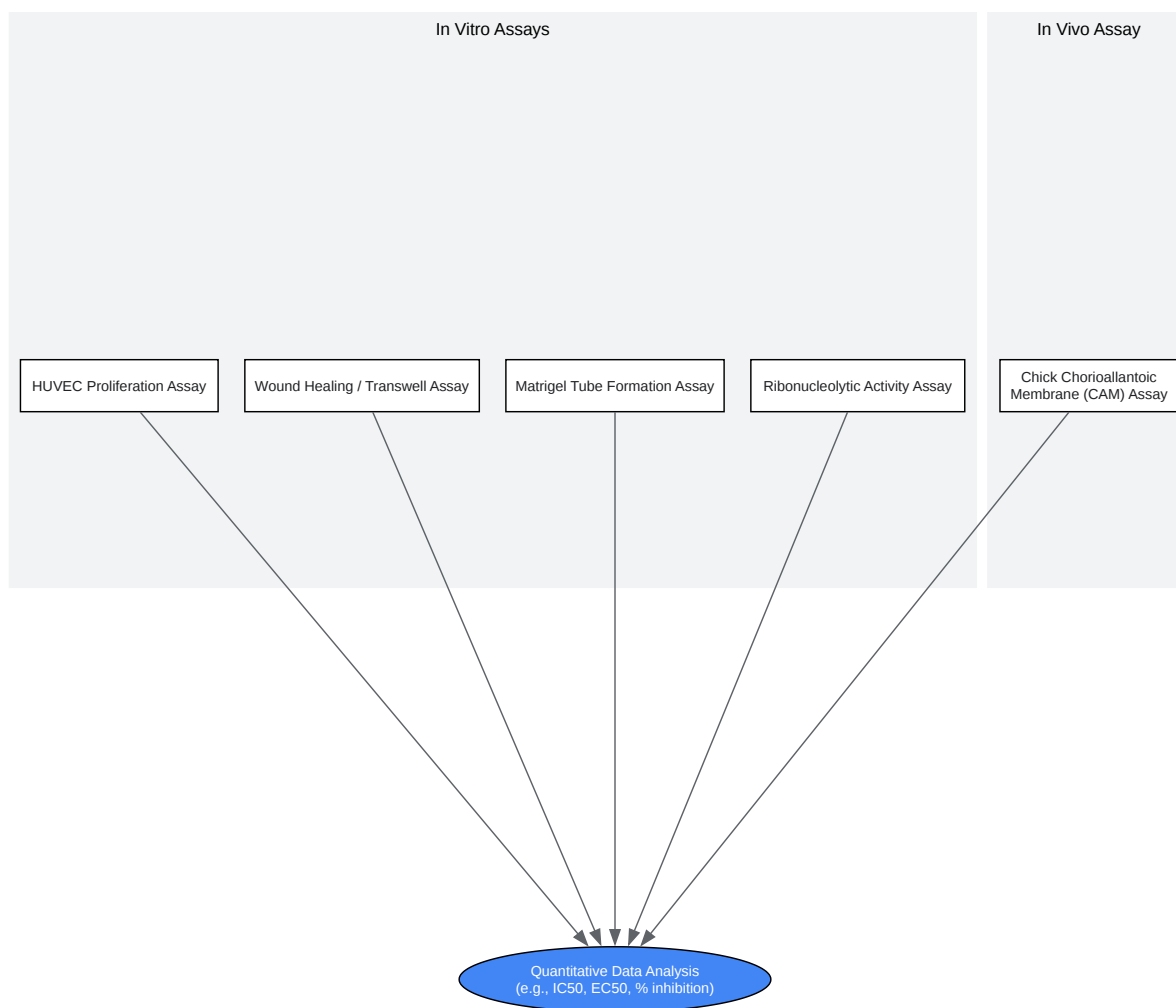 In Vitro Assays
In Vivo Assay
HUVEC Proliferation Assay
Wound Healing / Transwell Assay
Matrigel Tube Formation Assay
Ribonucleolytic Activity Assay
Chick Chorioallantoic
Membrane (CAM) Assay
Quantitative Data Analysis
(e.g., IC50, EC50, % inhibition)